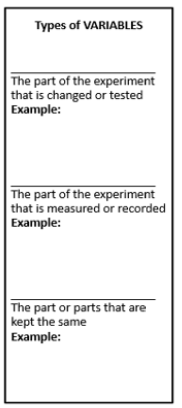 Types of VARIABLES
The part of the experiment
that is changed or tested
Example:
The part of the experiment
that is measured or recorded
Example:
The part or parts that are
kept the same
Example: